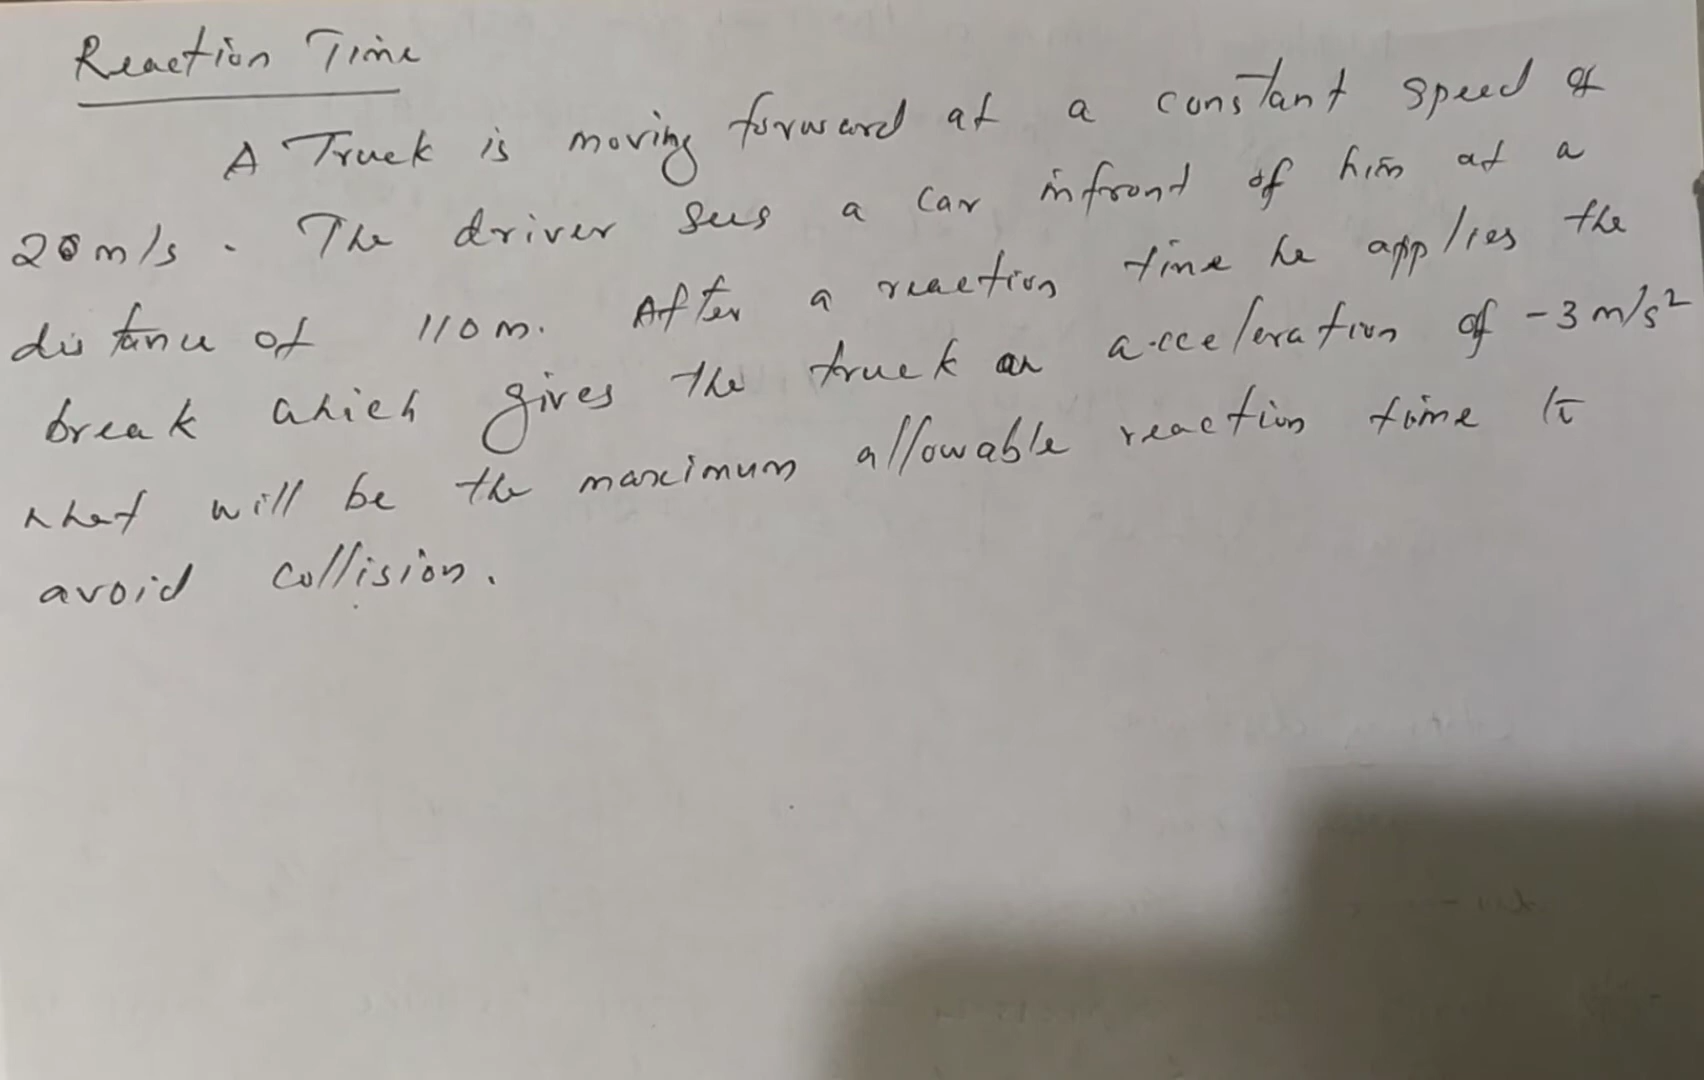 Reaction Time
A Truck is moving forward at a constant speed of
20 m/s. The driver sees a car infront of him at a
distance of 110 m. After a reaction time he applies the
break which gives the truck an acceleration of -3 m/s²
what will be the maximum allowable reaction time to
avoid collision.